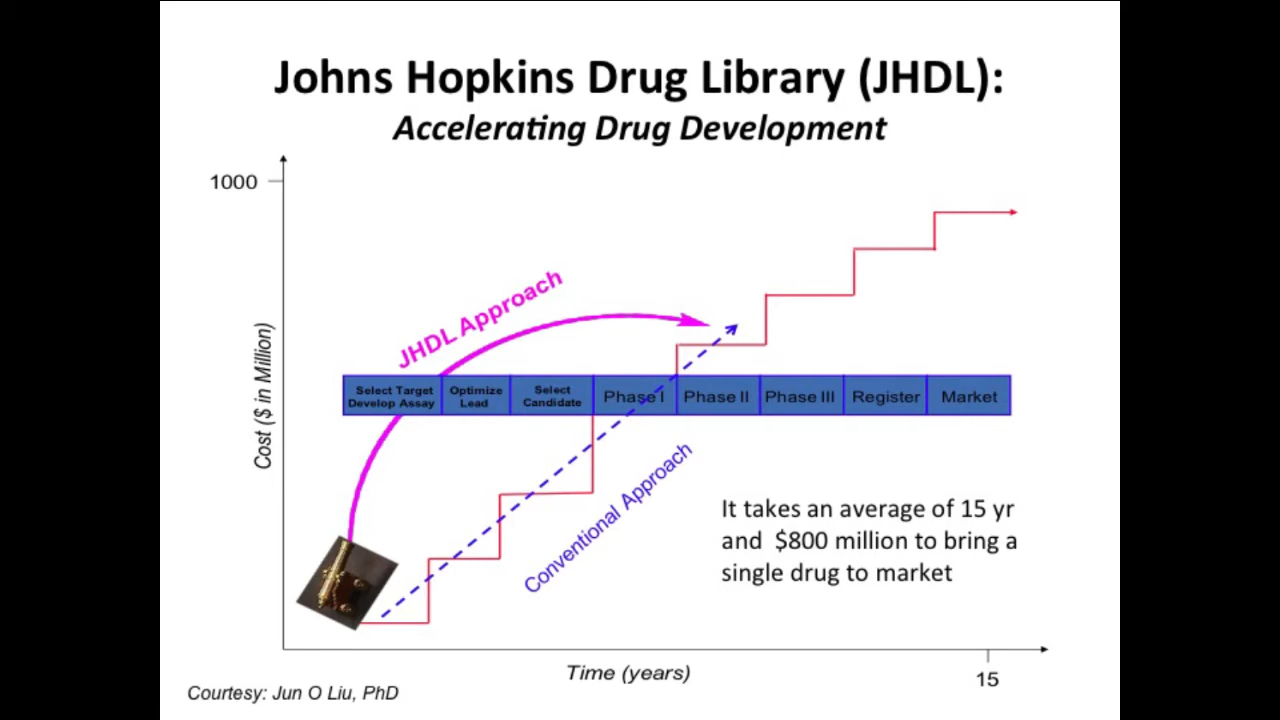 Johns Hopkins Drug Library (JHDL):
Accelerating Drug Development
1000
JHDL Approach
Cost ($ in Million)
Select Target
Develop Assay
Optimize
Lead
Select
Candidate
Phase I
Phase II
Phase III
Register
Market
Conventional Approach
It takes an average of 15 yr
and $800 million to bring a
single drug to market
Time (years)
15
Courtesy: Jun O Liu, PhD